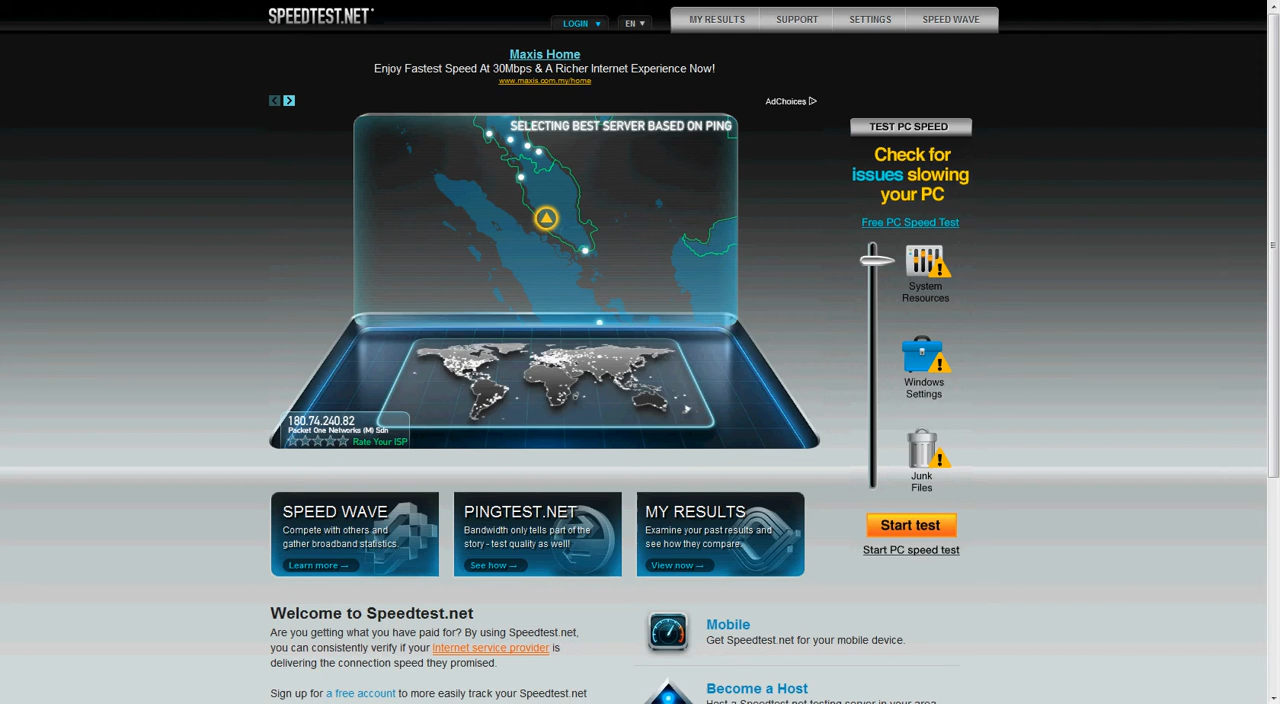 SPEEDTEST.NET
LOGIN
EN
MY RESULTS
SUPPORT
SETTINGS
SPEED WAVE
Maxis Home
Enjoy Fastest Speed At 30Mbps & A Richer Internet Experience Now!
www.maxis.com.my/home
AdChoices
SELECTING BEST SERVER BASED ON PING
180.74.240.82
Packet One Networks (M) Sdn
Rate Your ISP
TEST PC SPEED
Check for
issues slowing
your PC
Free PC Speed Test
System
Resources
Windows
Settings
Junk
Files
Start test
Start PC speed test
SPEED WAVE
Compete with others and
gather broadband statistics.
Learn more →
PINGTEST.NET
Bandwidth only tells part of the
story - test quality as well!
See how →
MY RESULTS
Examine your past results and
see how they compare.
View now →
Welcome to Speedtest.net
Are you getting what you have paid for? By using Speedtest.net,
you can consistently verify if your Internet service provider is
delivering the connection speed they promised.
Sign up for a free account to more easily track your Speedtest.net
Mobile
Get Speedtest.net for your mobile device.
Become a Host
Host a Speedtest.net testing server in your area